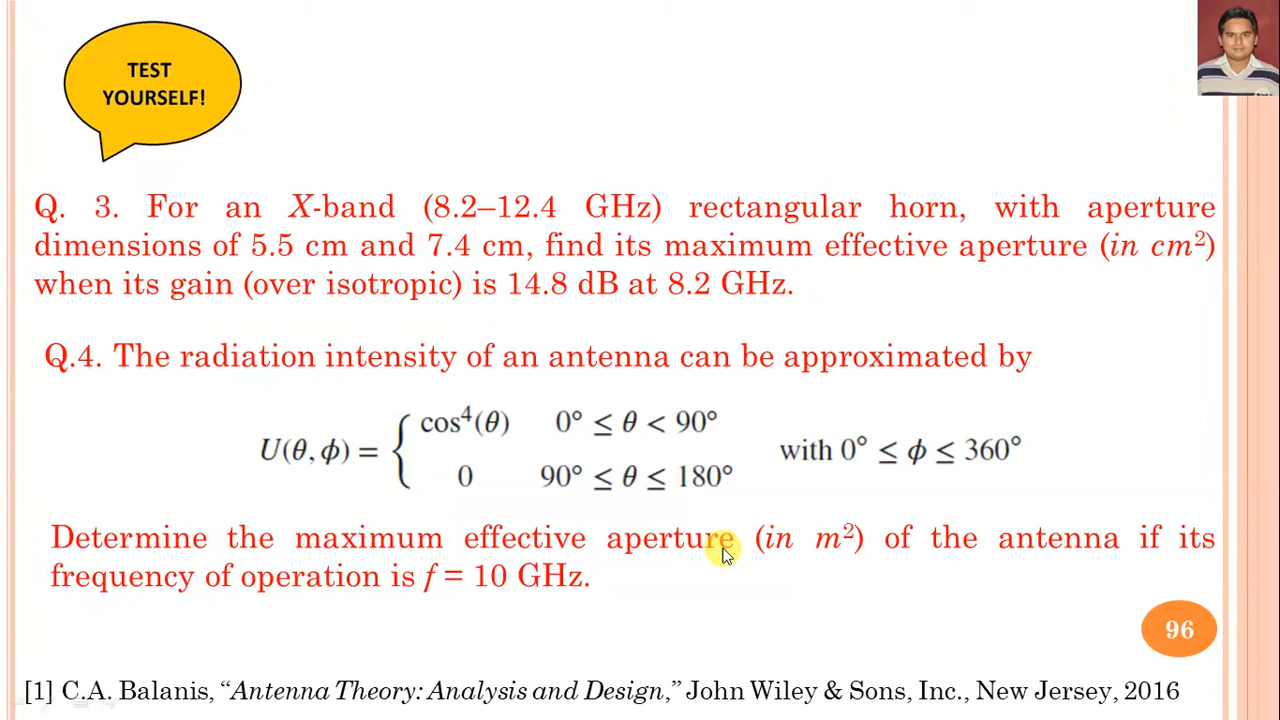 TEST
YOURSELF!
Q. 3. For an X-band (8.2–12.4 GHz) rectangular horn, with aperture
dimensions of 5.5 cm and 7.4 cm, find its maximum effective aperture (in cm²)
when its gain (over isotropic) is 14.8 dB at 8.2 GHz.
Q.4. The radiation intensity of an antenna can be approximated by
U(θ, ϕ) = { cos⁴(θ) 0° ≤ θ < 90° with 0° ≤ ϕ ≤ 360°
0 90° ≤ θ ≤ 180°
Determine the maximum effective aperture (in m²) of the antenna if its
frequency of operation is f = 10 GHz.
96
[1] C.A. Balanis, “Antenna Theory: Analysis and Design,” John Wiley & Sons, Inc., New Jersey, 2016